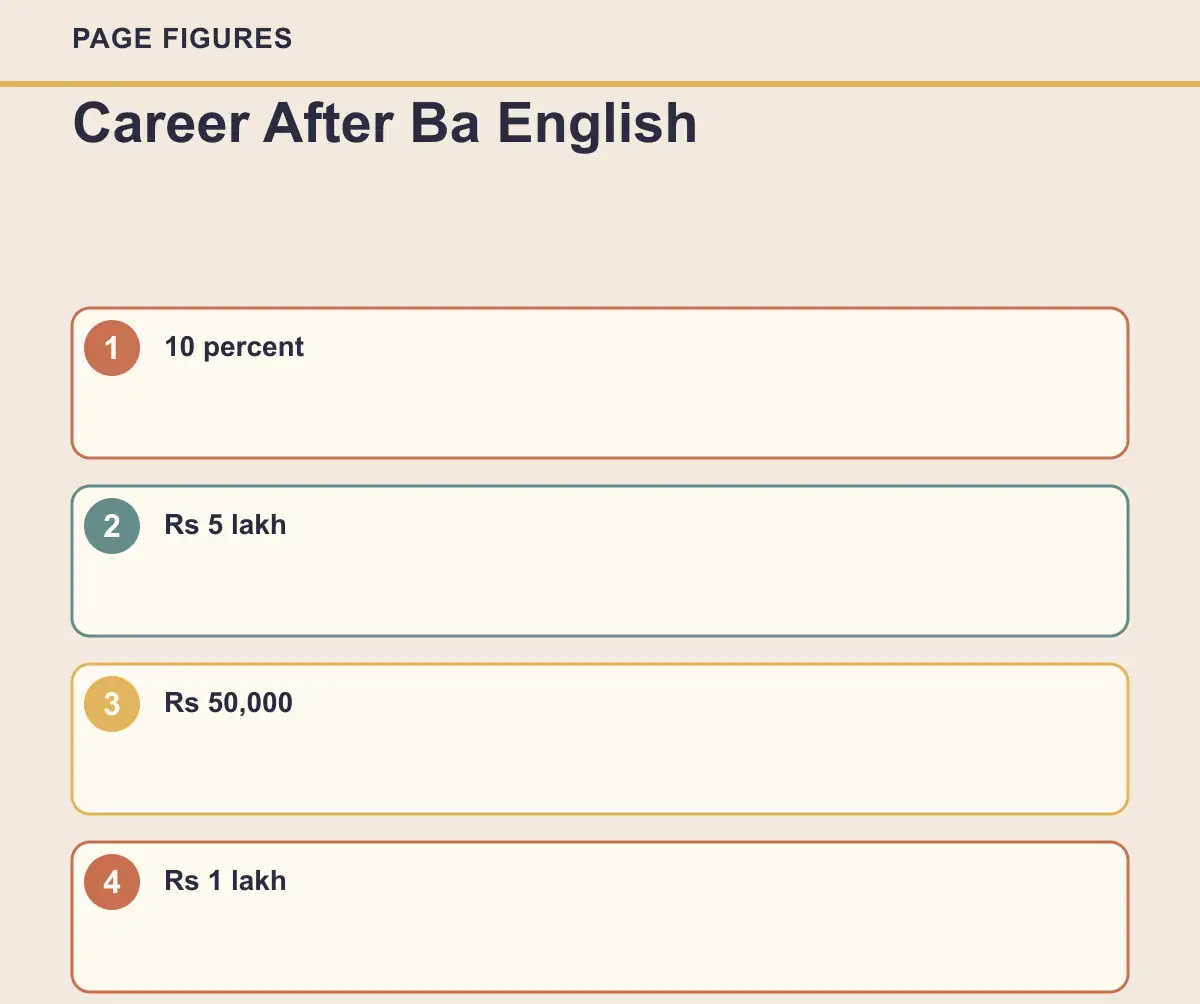 PAGE FIGURES
Career After Ba English
1 10 percent
2 Rs 5 lakh
3 Rs 50,000
4 Rs 1 lakh